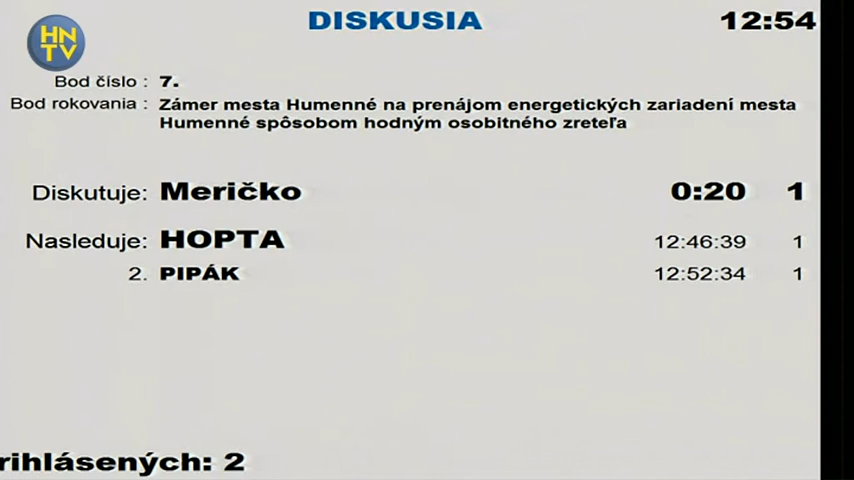 HN
TV
DISKUSIA 12:54
Bod číslo : 7.
Bod rokovania : Zámer mesta Humenné na prenájom energetických zariadení mesta
Humenné spôsobom hodným osobitného zreteľa
Diskutuje: Meričko 0:20 1
Nasleduje: HOPTA 12:46:39 1
2. PIPÁK 12:52:34 1
rihlásených: 2